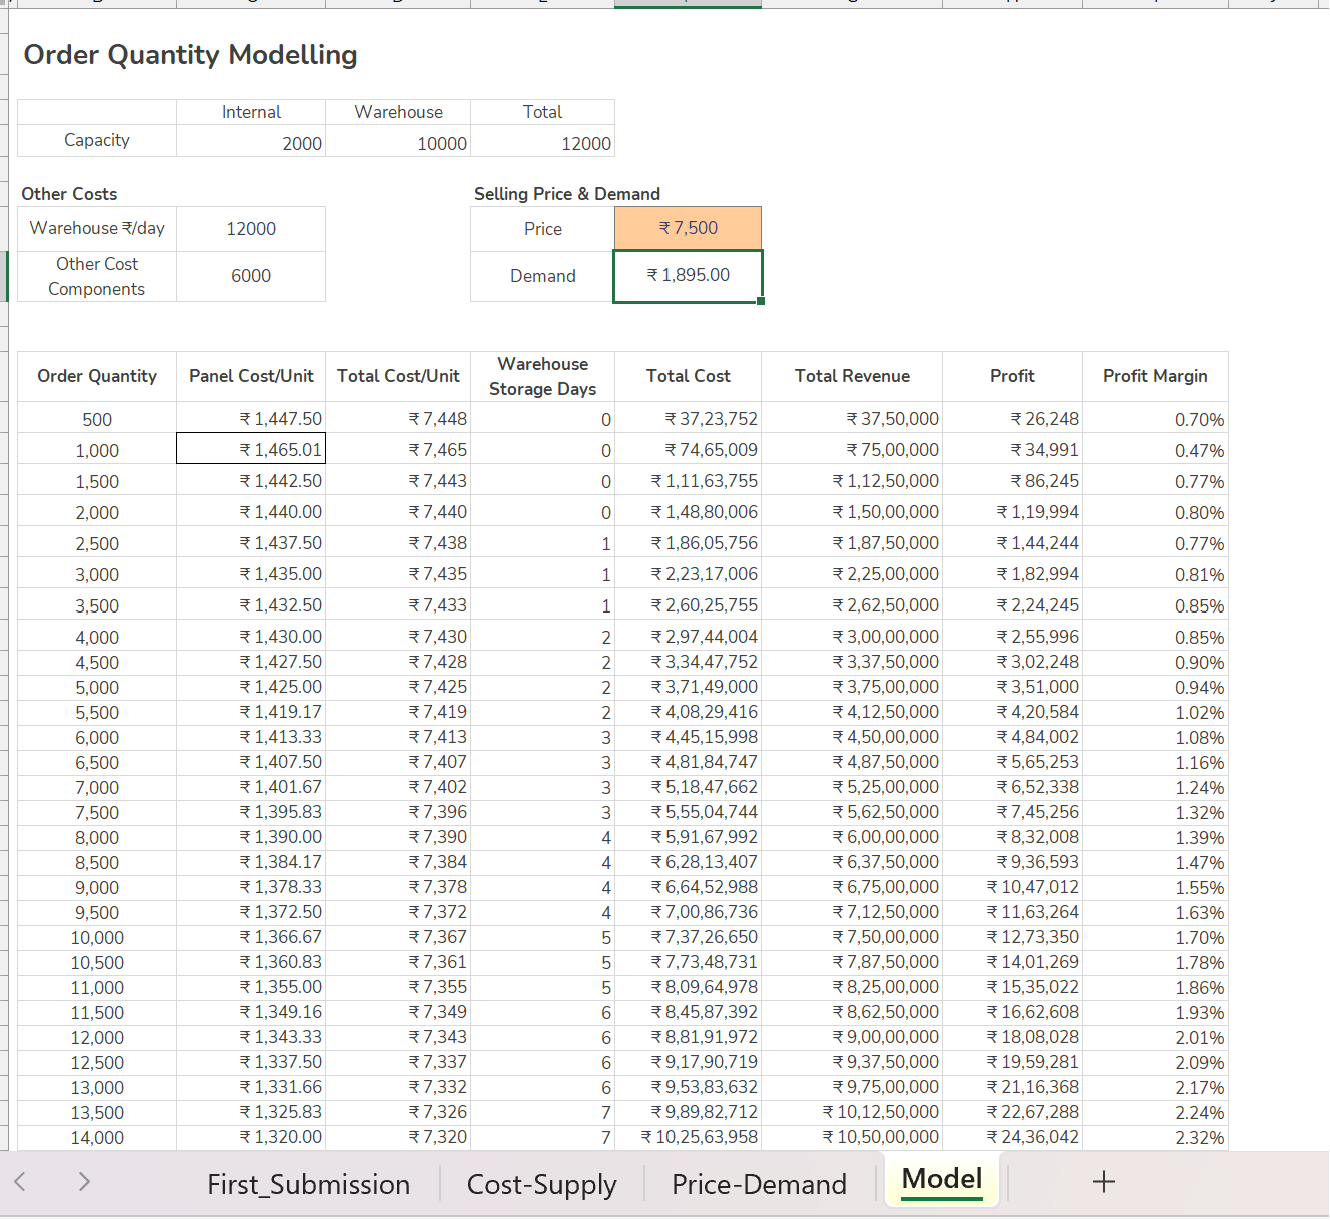 Order Quantity Modelling
Internal Warehouse Total
Capacity 2000 10000 12000
Other Costs Selling Price & Demand
Warehouse ₹/day 12000 Price ₹ 7,500
Other Cost Components 6000 Demand ₹ 1,895.00
Order Quantity Panel Cost/Unit Total Cost/Unit Warehouse Storage Days Total Cost Total Revenue Profit Profit Margin
500 ₹ 1,447.50 ₹ 7,448 0 ₹ 37,23,752 ₹ 37,50,000 ₹ 26,248 0.70%
1,000 ₹ 1,465.01 ₹ 7,465 0 ₹ 74,65,009 ₹ 75,00,000 ₹ 34,991 0.47%
1,500 ₹ 1,442.50 ₹ 7,443 0 ₹ 1,11,63,755 ₹ 1,12,50,000 ₹ 86,245 0.77%
2,000 ₹ 1,440.00 ₹ 7,440 0 ₹ 1,48,80,006 ₹ 1,50,00,000 ₹ 1,19,994 0.80%
2,500 ₹ 1,437.50 ₹ 7,438 1 ₹ 1,86,05,756 ₹ 1,87,50,000 ₹ 1,44,244 0.77%
3,000 ₹ 1,435.00 ₹ 7,435 1 ₹ 2,23,17,006 ₹ 2,25,00,000 ₹ 1,82,994 0.81%
3,500 ₹ 1,432.50 ₹ 7,433 1 ₹ 2,60,25,755 ₹ 2,62,50,000 ₹ 2,24,245 0.85%
4,000 ₹ 1,430.00 ₹ 7,430 2 ₹ 2,97,44,004 ₹ 3,00,00,000 ₹ 2,55,996 0.85%
4,500 ₹ 1,427.50 ₹ 7,428 2 ₹ 3,34,47,752 ₹ 3,37,50,000 ₹ 3,02,248 0.90%
5,000 ₹ 1,425.00 ₹ 7,425 2 ₹ 3,71,49,000 ₹ 3,75,00,000 ₹ 3,51,000 0.94%
5,500 ₹ 1,419.17 ₹ 7,419 2 ₹ 4,08,29,416 ₹ 4,12,50,000 ₹ 4,20,584 1.02%
6,000 ₹ 1,413.33 ₹ 7,413 3 ₹ 4,45,15,998 ₹ 4,50,00,000 ₹ 4,84,002 1.08%
6,500 ₹ 1,407.50 ₹ 7,407 3 ₹ 4,81,84,747 ₹ 4,87,50,000 ₹ 5,65,253 1.16%
7,000 ₹ 1,401.67 ₹ 7,402 3 ₹ 5,18,47,662 ₹ 5,25,00,000 ₹ 6,52,338 1.24%
7,500 ₹ 1,395.83 ₹ 7,396 3 ₹ 5,55,04,744 ₹ 5,62,50,000 ₹ 7,45,256 1.32%
8,000 ₹ 1,390.00 ₹ 7,390 4 ₹ 5,91,67,992 ₹ 6,00,00,000 ₹ 8,32,008 1.39%
8,500 ₹ 1,384.17 ₹ 7,384 4 ₹ 6,28,13,407 ₹ 6,37,50,000 ₹ 9,36,593 1.47%
9,000 ₹ 1,378.33 ₹ 7,378 4 ₹ 6,64,52,988 ₹ 6,75,00,000 ₹ 10,47,012 1.55%
9,500 ₹ 1,372.50 ₹ 7,372 4 ₹ 7,00,86,736 ₹ 7,12,50,000 ₹ 11,63,264 1.63%
10,000 ₹ 1,366.67 ₹ 7,367 5 ₹ 7,37,26,650 ₹ 7,50,00,000 ₹ 12,73,350 1.70%
10,500 ₹ 1,360.83 ₹ 7,361 5 ₹ 7,73,48,731 ₹ 7,87,50,000 ₹ 14,01,269 1.78%
11,000 ₹ 1,355.00 ₹ 7,355 5 ₹ 8,09,64,978 ₹ 8,25,00,000 ₹ 15,35,022 1.86%
11,500 ₹ 1,349.16 ₹ 7,349 6 ₹ 8,45,87,392 ₹ 8,62,50,000 ₹ 16,62,608 1.93%
12,000 ₹ 1,343.33 ₹ 7,343 6 ₹ 8,81,91,972 ₹ 9,00,00,000 ₹ 18,08,028 2.01%
12,500 ₹ 1,337.50 ₹ 7,337 6 ₹ 9,17,90,719 ₹ 9,37,50,000 ₹ 19,59,281 2.09%
13,000 ₹ 1,331.66 ₹ 7,332 6 ₹ 9,53,83,632 ₹ 9,75,00,000 ₹ 21,16,368 2.17%
13,500 ₹ 1,325.83 ₹ 7,326 7 ₹ 9,89,82,712 ₹ 10,12,50,000 ₹ 22,67,288 2.24%
14,000 ₹ 1,320.00 ₹ 7,320 7 ₹ 10,25,63,958 ₹ 10,50,00,000 ₹ 24,36,042 2.32%
First_Submission Cost-Supply Price-Demand Model +